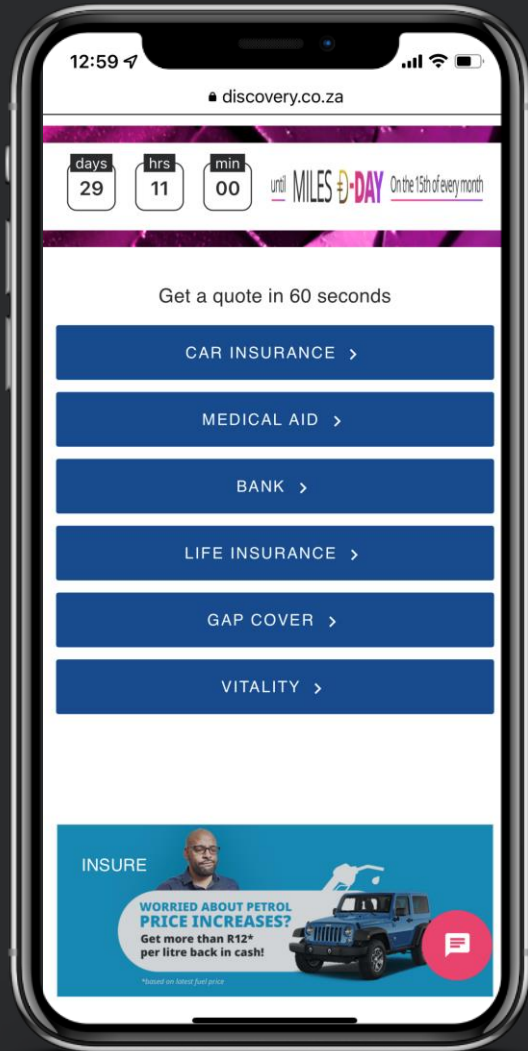 12:59
discovery.co.za
days hrs min
29 11 00
until MILES Đ-DAY On the 15th of every month
Get a quote in 60 seconds
CAR INSURANCE >
MEDICAL AID >
BANK >
LIFE INSURANCE >
GAP COVER >
VITALITY >
INSURE
WORRIED ABOUT PETROL
PRICE INCREASES?
Get more than R12*
per litre back in cash!
*based on latest fuel price